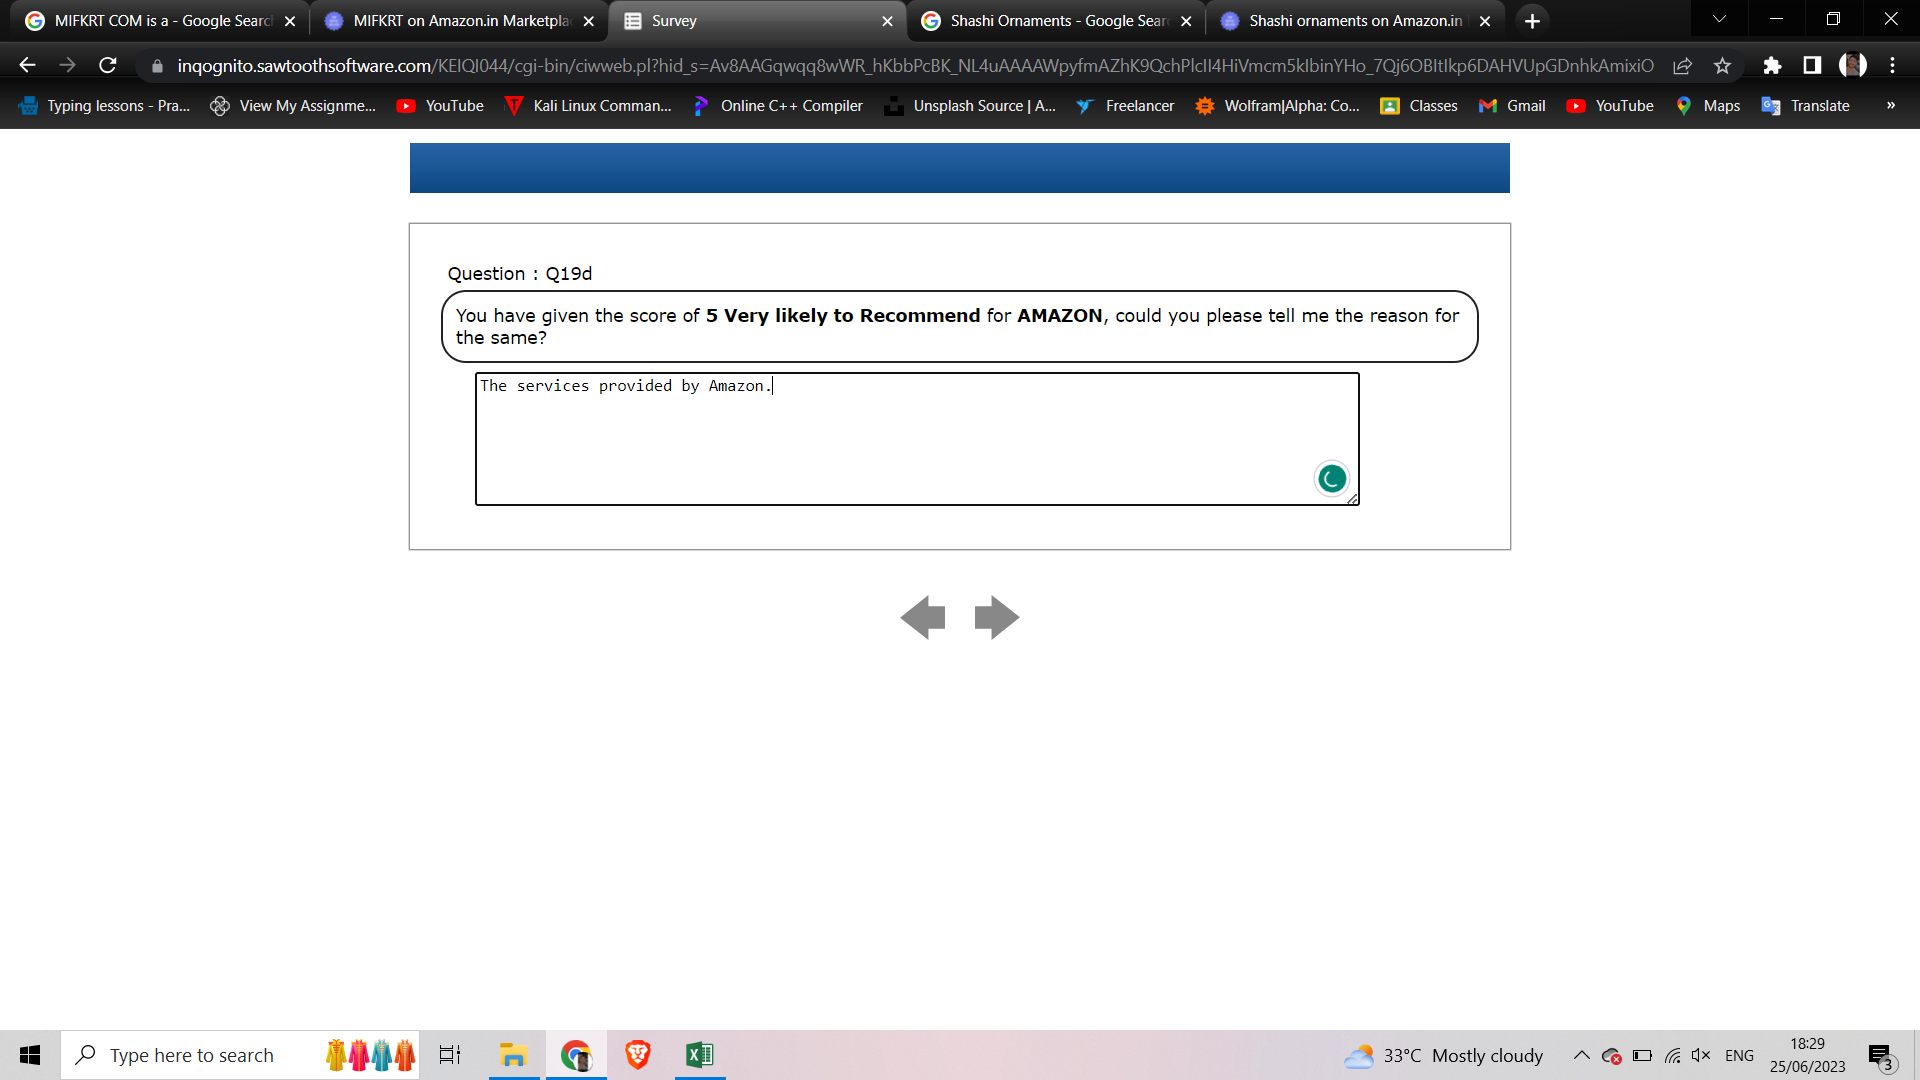 MIFKRT COM is a - Google Searc
MIFKRT on Amazon.in Marketpla
Survey
Shashi Ornaments - Google Sear
Shashi ornaments on Amazon.in
inqognito.sawtoothsoftware.com/KEIQI044/cgi-bin/ciwweb.pl?hid_s=Av8AAGqwqq8wWR_hKbbPcBK_NL4uAAAAWpyfmAZhK9QchPlcII4HiVmcm5kIbinYHo_7Qj6OBItIkp6DAHVUpGDnhkAmixiO
Typing lessons - Pra...
View My Assignme...
YouTube
Kali Linux Comman...
Online C++ Compiler
Unsplash Source | A...
Freelancer
Wolfram|Alpha: Co...
Classes
Gmail
YouTube
Maps
Translate
»
Question : Q19d
You have given the score of 5 Very likely to Recommend for AMAZON, could you please tell me the reason for
the same?
The services provided by Amazon.
Type here to search
33°C Mostly cloudy
ENG
18:29
25/06/2023
3